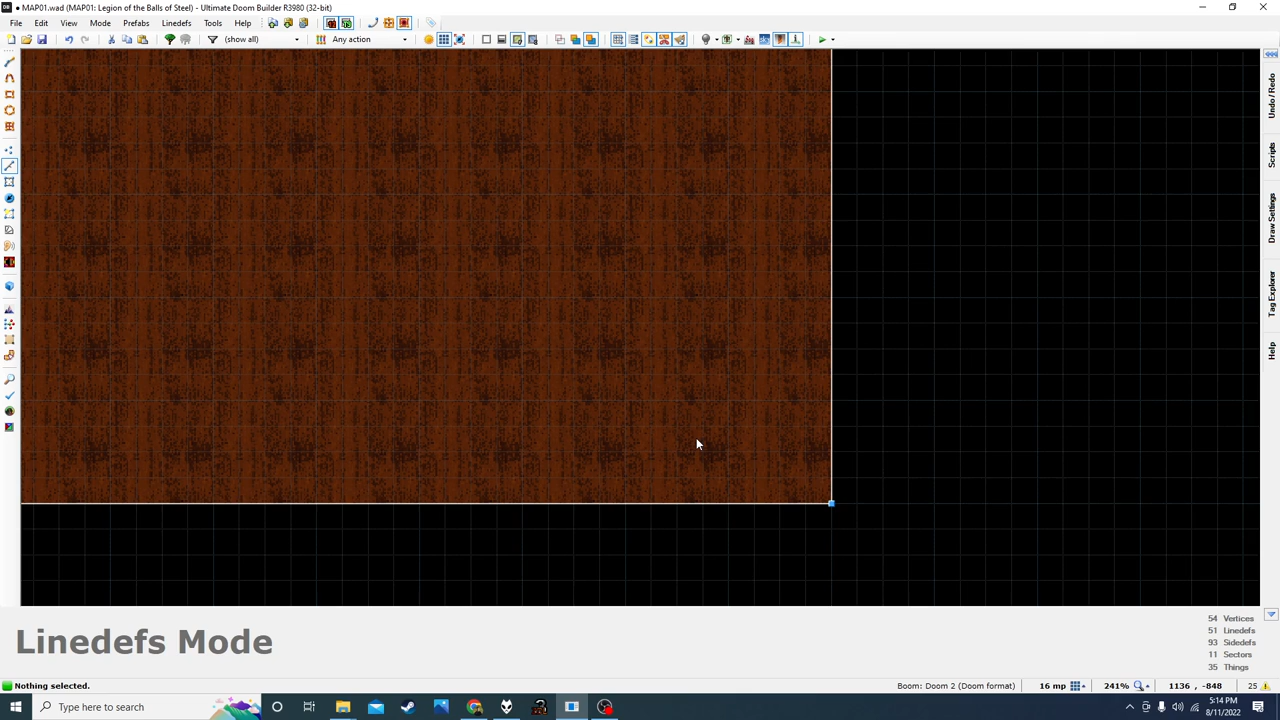 MAP01.wad (MAP01: Legion of the Balls of Steel) - Ultimate Doom Builder R3980 (32-bit)
File Edit View Mode Prefabs Linedefs Tools Help
(show all) Any action
Undo / Redo
Scripts
Draw Settings
Tag Explorer
Help
Linedefs Mode
54 Vertices
51 Linedefs
93 Sidedefs
11 Sectors
35 Things
Nothing selected.
Boom: Doom 2 (Doom format) 16 mp 241% 1136 , -848 25
Type here to search
5:14 PM
8/11/2022